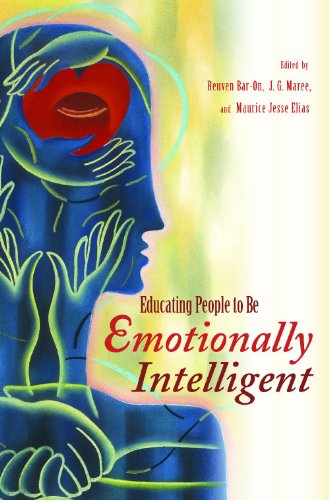 Edited by
Reuven Bar-On, J. G. Maree,
and Maurice Jesse Elias
Educating People to Be
Emotionally
Intelligent